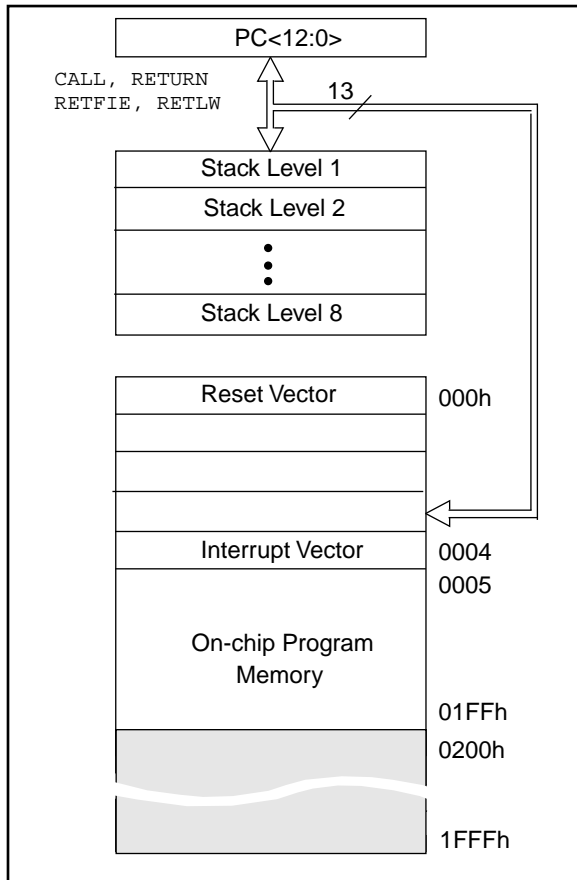 PC<12:0>
CALL, RETURN
RETFIE, RETLW
13
Stack Level 1
Stack Level 2
Stack Level 8
Reset Vector
000h
Interrupt Vector
0004
0005
On-chip Program
Memory
01FFh
0200h
1FFFh